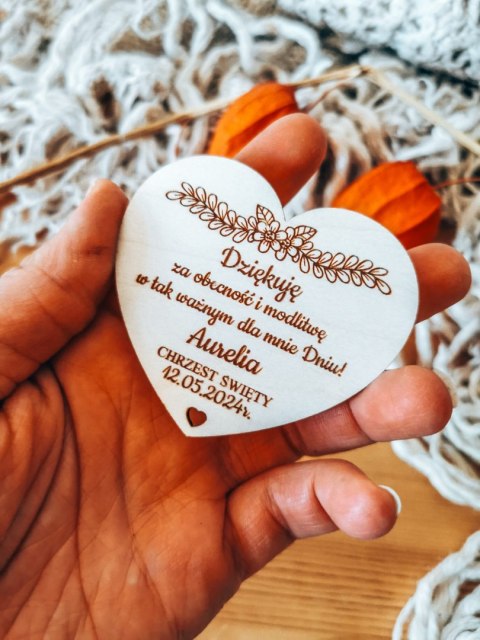 Dziękuję
za obecność i modlitwę
w tak ważnym dla mnie Dniu!
Aurelia
CHRZEST ŚWIĘTY
12.05.2024r.